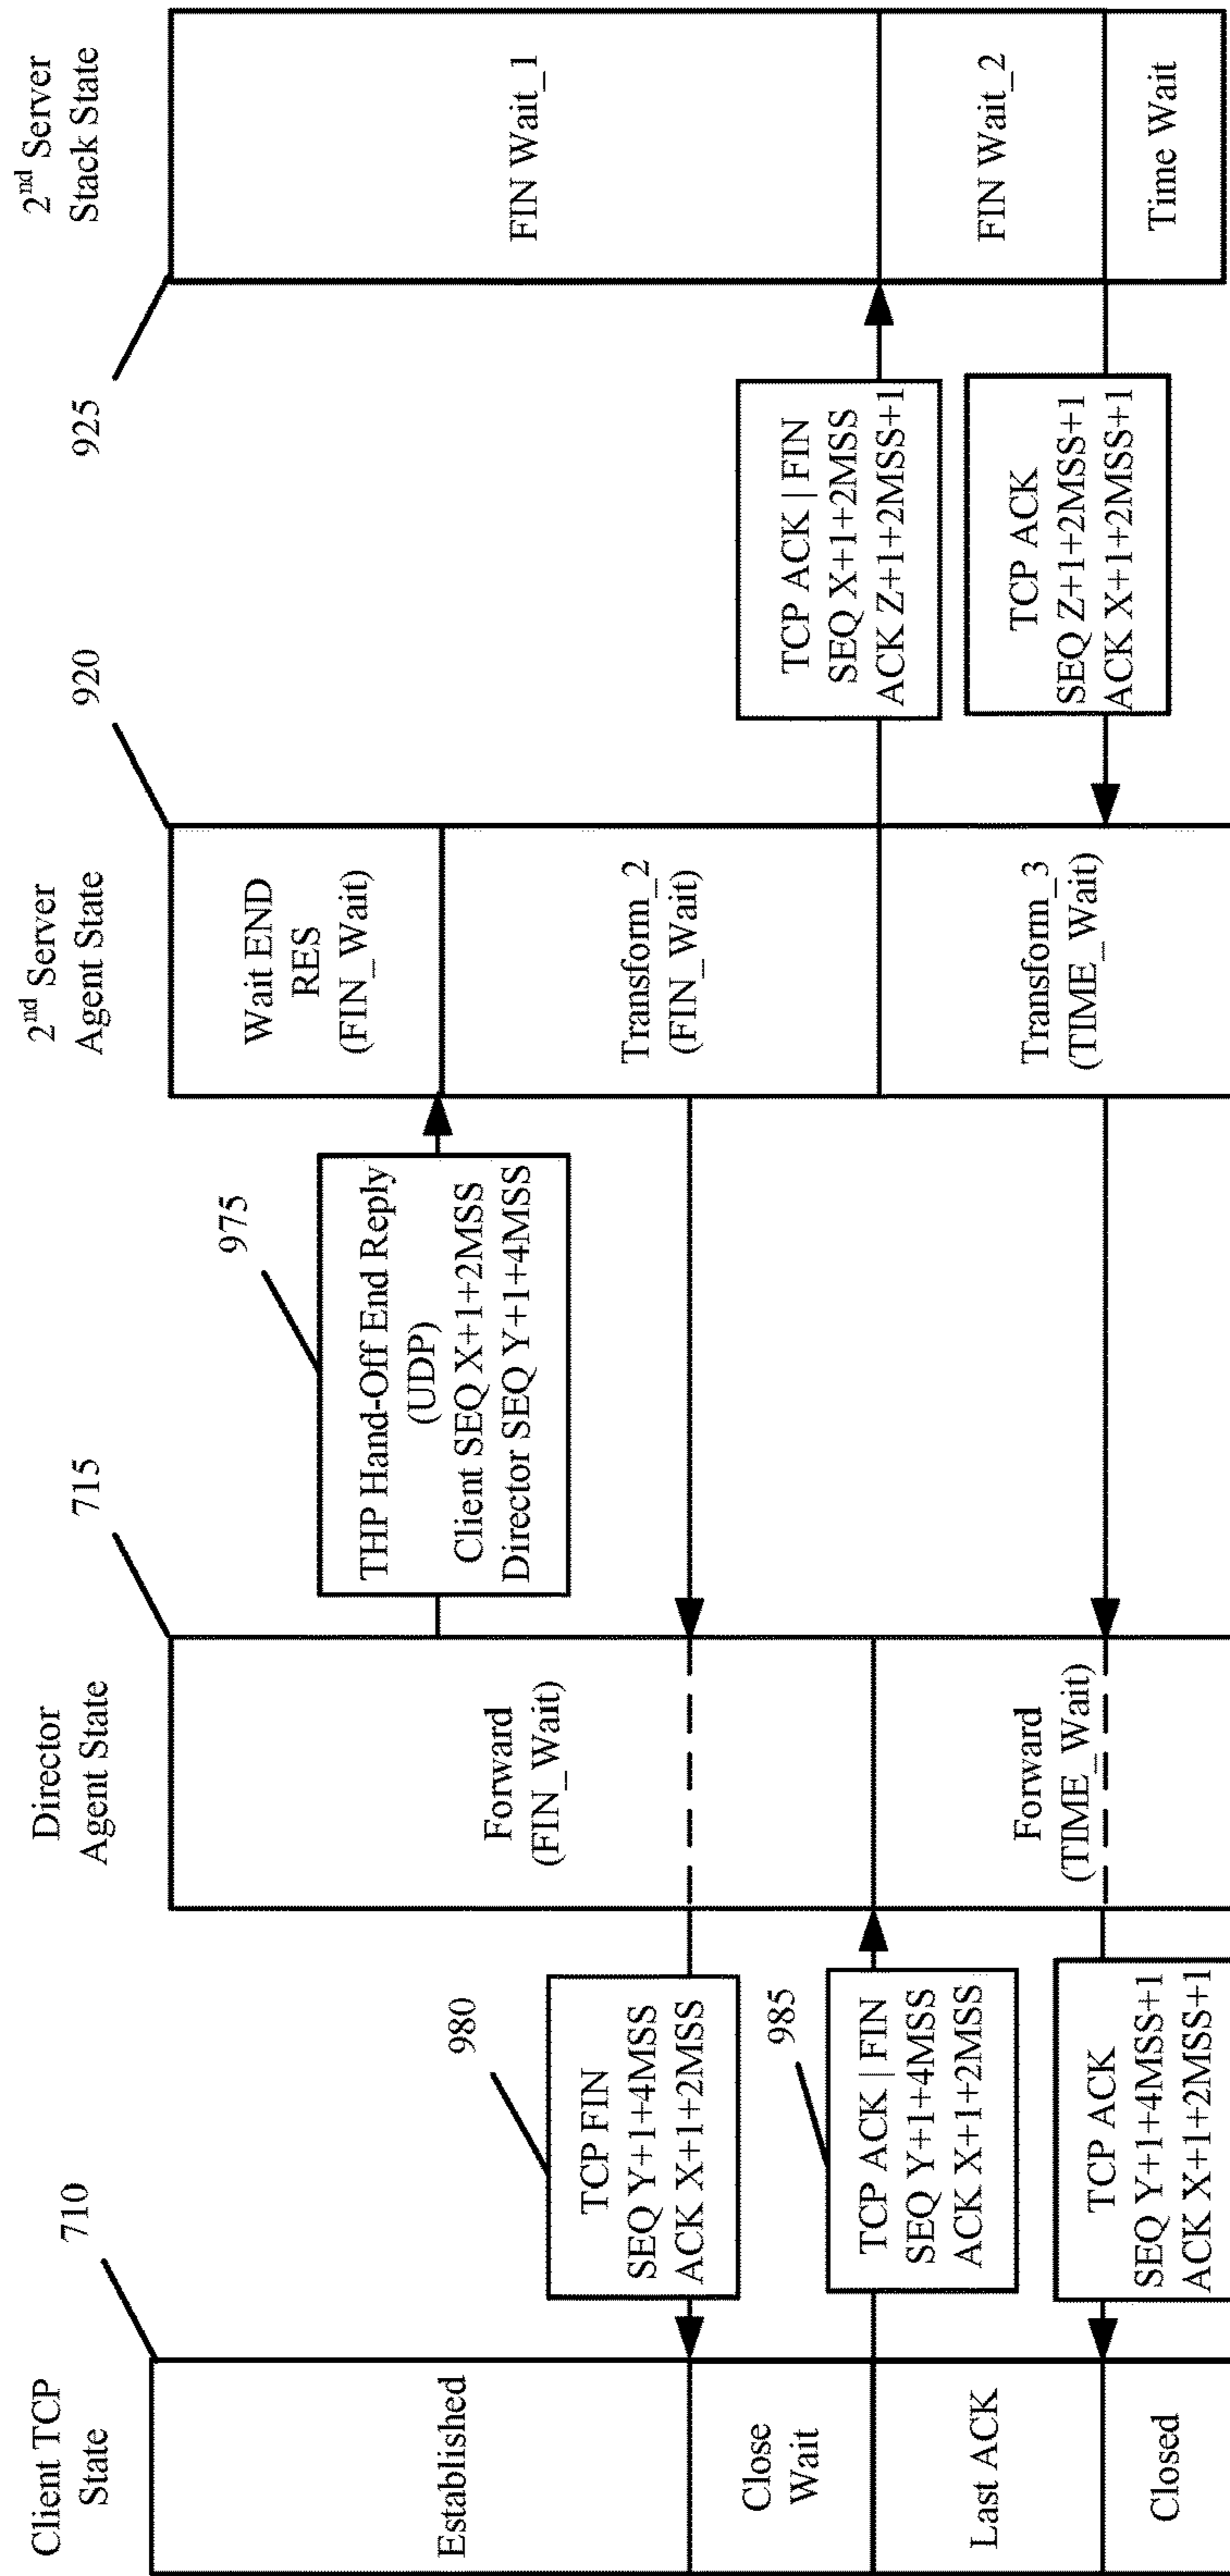 Client TCP
State
Director
Agent State
2nd Server
Agent State
2nd Server
Stack State
710
715
920
925
Established
Close
Wait
Last ACK
Closed
980
TCP FIN
SEQ Y+1+4MSS
ACK X+1+2MSS
985
TCP ACK | FIN
SEQ Y+1+4MSS
ACK X+1+2MSS
TCP ACK
SEQ Y+1+4MSS+1
ACK X+1+2MSS+1
Forward
(FIN_Wait)
Forward
(TIME_Wait)
975
THP Hand-Off End Reply
(UDP)
Client SEQ X+1+2MSS
Director SEQ Y+1+4MSS
Wait END
RES
(FIN_Wait)
Transform_2
(FIN_Wait)
Transform_3
(TIME_Wait)
TCP ACK | FIN
SEQ X+1+2MSS
ACK Z+1+2MSS+1
TCP ACK
SEQ Z+1+2MSS+1
ACK X+1+2MSS+1
FIN Wait_1
FIN Wait_2
Time Wait